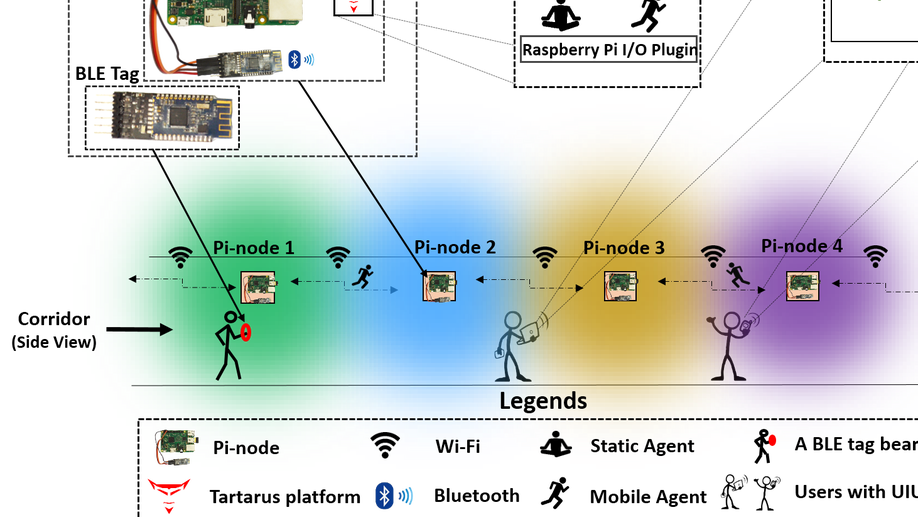 Raspberry Pi I/O Plugin
BLE Tag
Pi-node 1
Pi-node 2
Pi-node 3
Pi-node 4
Corridor
(Side View)
Legends
Pi-node
Wi-Fi
Static Agent
A BLE tag bear
Tartarus platform
Bluetooth
Mobile Agent
Users with UIU